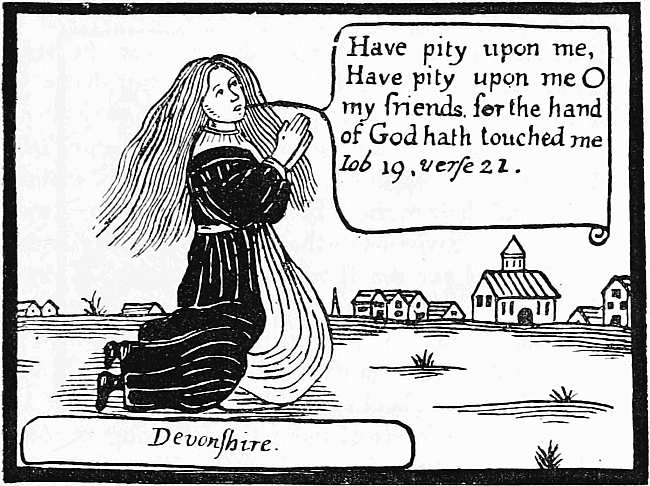 Have pity upon me,
Have pity upon me O
my friends, for the hand
of God hath touched me
Iob 19, verſe 21.
Devonſhire.